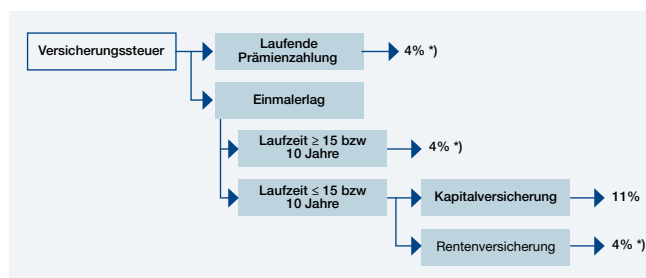 Versicherungssteuer
Laufende
Prämienzahlung
4% *)
Einmalerlag
Laufzeit ≥ 15 bzw
10 Jahre
4% *)
Laufzeit ≤ 15 bzw
10 Jahre
Kapitalversicherung
11%
Rentenversicherung
4% *)